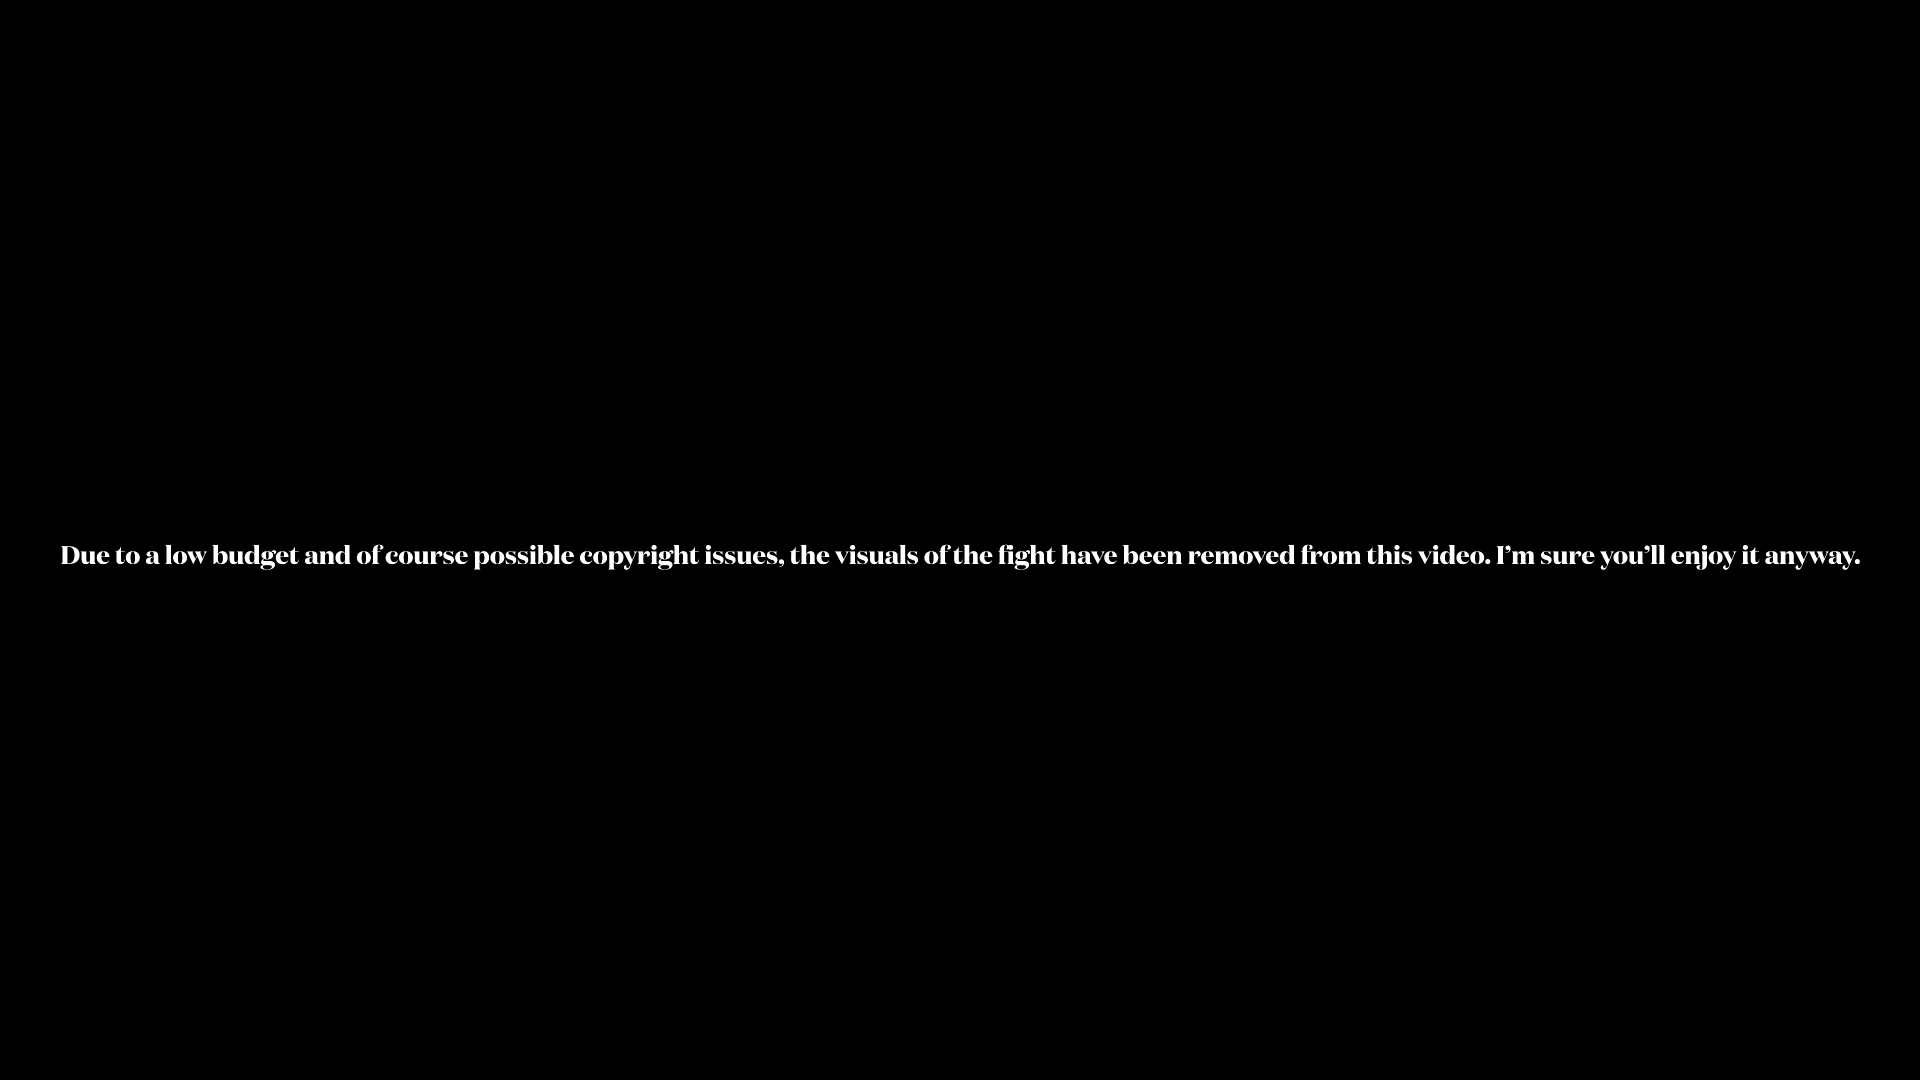 Due to a low budget and of course possible copyright issues, the visuals of the fight have been removed from this video. I’m sure you’ll enjoy it anyway.